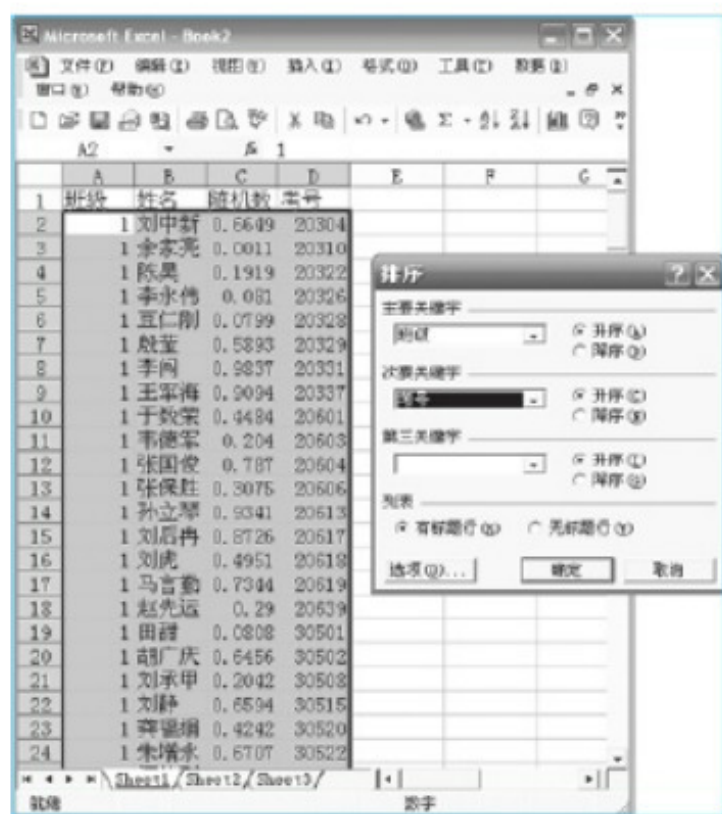 Microsoft Excel - Book2
文件(F) 编辑(E) 视图(V) 插入(I) 格式(O) 工具(T) 数据(D)
窗口(W) 帮助(H)
A2 fx 1
A B C D E F G
1 班级 姓名 随机数 考号
2 1 刘中新 0.6649 20304
3 1 余家亮 0.0011 20310
4 1 陈昊 0.1919 20322
5 1 李永伟 0.081 20326
6 1 亘仁刚 0.0799 20328
7 1 殷莹 0.5893 20329
8 1 李闯 0.9837 20331
9 1 王军海 0.9094 20337
10 1 于效荣 0.4484 20601
11 1 韦德军 0.204 20603
12 1 张国俊 0.787 20604
13 1 张保胜 0.3075 20606
14 1 孙立琴 0.9341 20613
15 1 刘后冉 0.8726 20617
16 1 刘虎 0.4951 20618
17 1 马言勤 0.7344 20619
18 1 赵先运 0.29 20639
19 1 田甜 0.0808 30501
20 1 胡广庆 0.6456 30502
21 1 刘承甲 0.2042 30508
22 1 刘静 0.6594 30515
23 1 0.4242 30520
24 1 朱增永 0.6707 30522
Sheet1 Sheet2 Sheet3
就绪 数字
排序
主要关键字
班级 升序(A)
降序(D)
次要关键字
考号 升序(C)
降序(N)
第三关键字
升序(I)
降序(G)
列表
有标题行(R) 无标题行(W)
选项(O)... 确定 取消